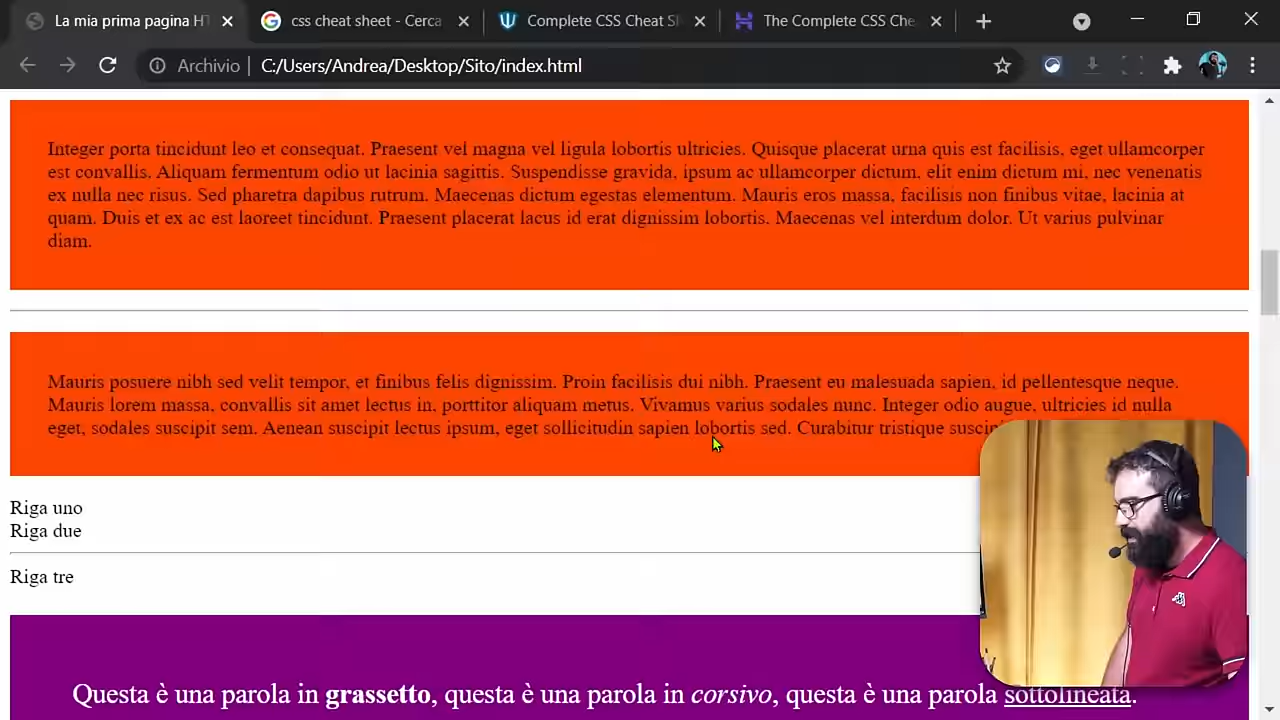 La mia prima pagina HT
css cheat sheet - Cerca
Complete CSS Cheat Sh
The Complete CSS Che
Archivio
C:/Users/Andrea/Desktop/Sito/index.html
Integer porta tincidunt leo et consequat. Praesent vel magna vel ligula lobortis ultricies. Quisque placerat urna quis est facilisis, eget ullamcorper
est convallis. Aliquam fermentum odio ut lacinia sagittis. Suspendisse gravida, ipsum ac ullamcorper dictum, elit enim dictum mi, nec venenatis
ex nulla nec risus. Sed pharetra dapibus rutrum. Maecenas dictum egestas elementum. Mauris eros massa, facilisis non finibus vitae, lacinia at
quam. Duis et ex ac est laoreet tincidunt. Praesent placerat lacus id erat dignissim lobortis. Maecenas vel interdum dolor. Ut varius pulvinar
diam.
Mauris posuere nibh sed velit tempor, et finibus felis dignissim. Proin facilisis dui nibh. Praesent eu malesuada sapien, id pellentesque neque.
Mauris lorem massa, convallis sit amet lectus in, porttitor aliquam metus. Vivamus varius sodales nunc. Integer odio augue, ultricies id nulla
eget, sodales suscipit sem. Aenean suscipit lectus ipsum, eget sollicitudin sapien lobortis sed. Curabitur tristique
Riga uno
Riga due
Riga tre
Questa è una parola in grassetto, questa è una parola in corsivo, questa è una parola sottolineata.